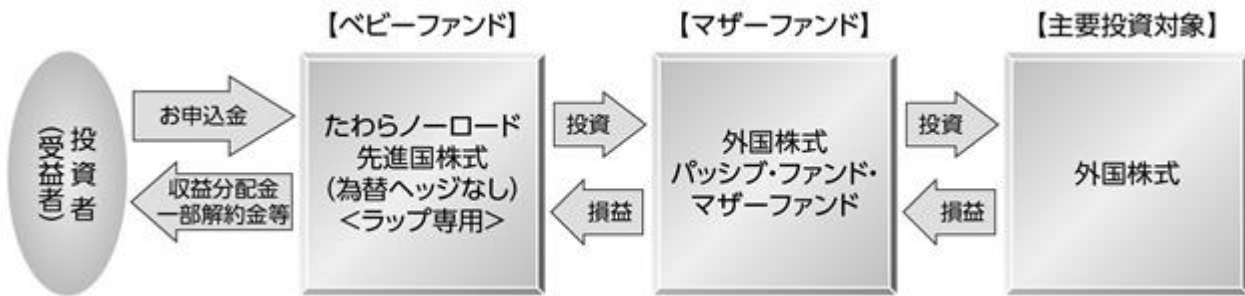 【ベビーファンド】
【マザーファンド】
【主要投資対象】
投資者
(受益者)
お申込金
収益分配金
一部解約金等
たわらノーロード
先進国株式
(為替ヘッジなし)
<ラップ専用>
投資
損益
外国株式
パッシブ・ファンド・
マザーファンド
投資
損益
外国株式